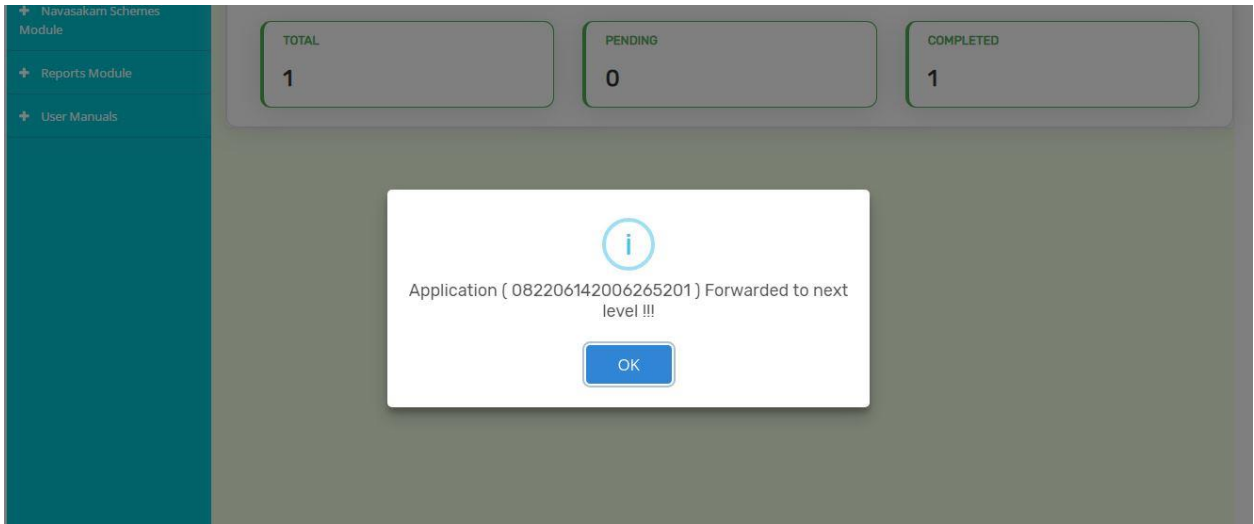 + Navasakam Schemes
Module
+ Reports Module
+ User Manuals
TOTAL
1
PENDING
0
COMPLETED
1
i
Application ( 082206142006265201 ) Forwarded to next
level !!!
OK